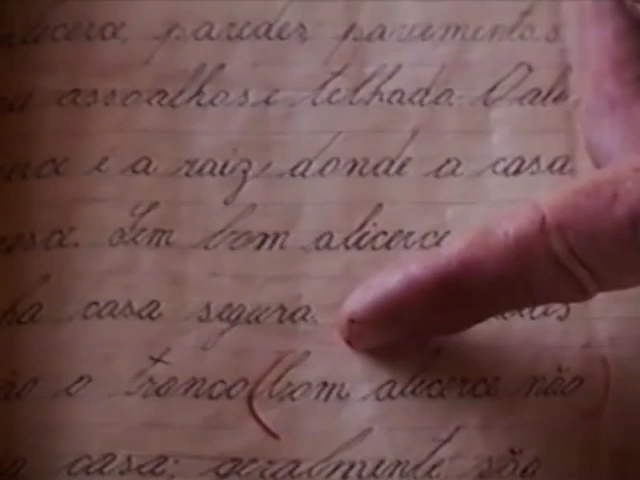 paredes pavimentos
assoalhos e telhado. O ali
rce é a raiz, donde a casa
Sem bom alicerce
casa segura.
o tronco (bom alicerce não
a casa: geralmente são